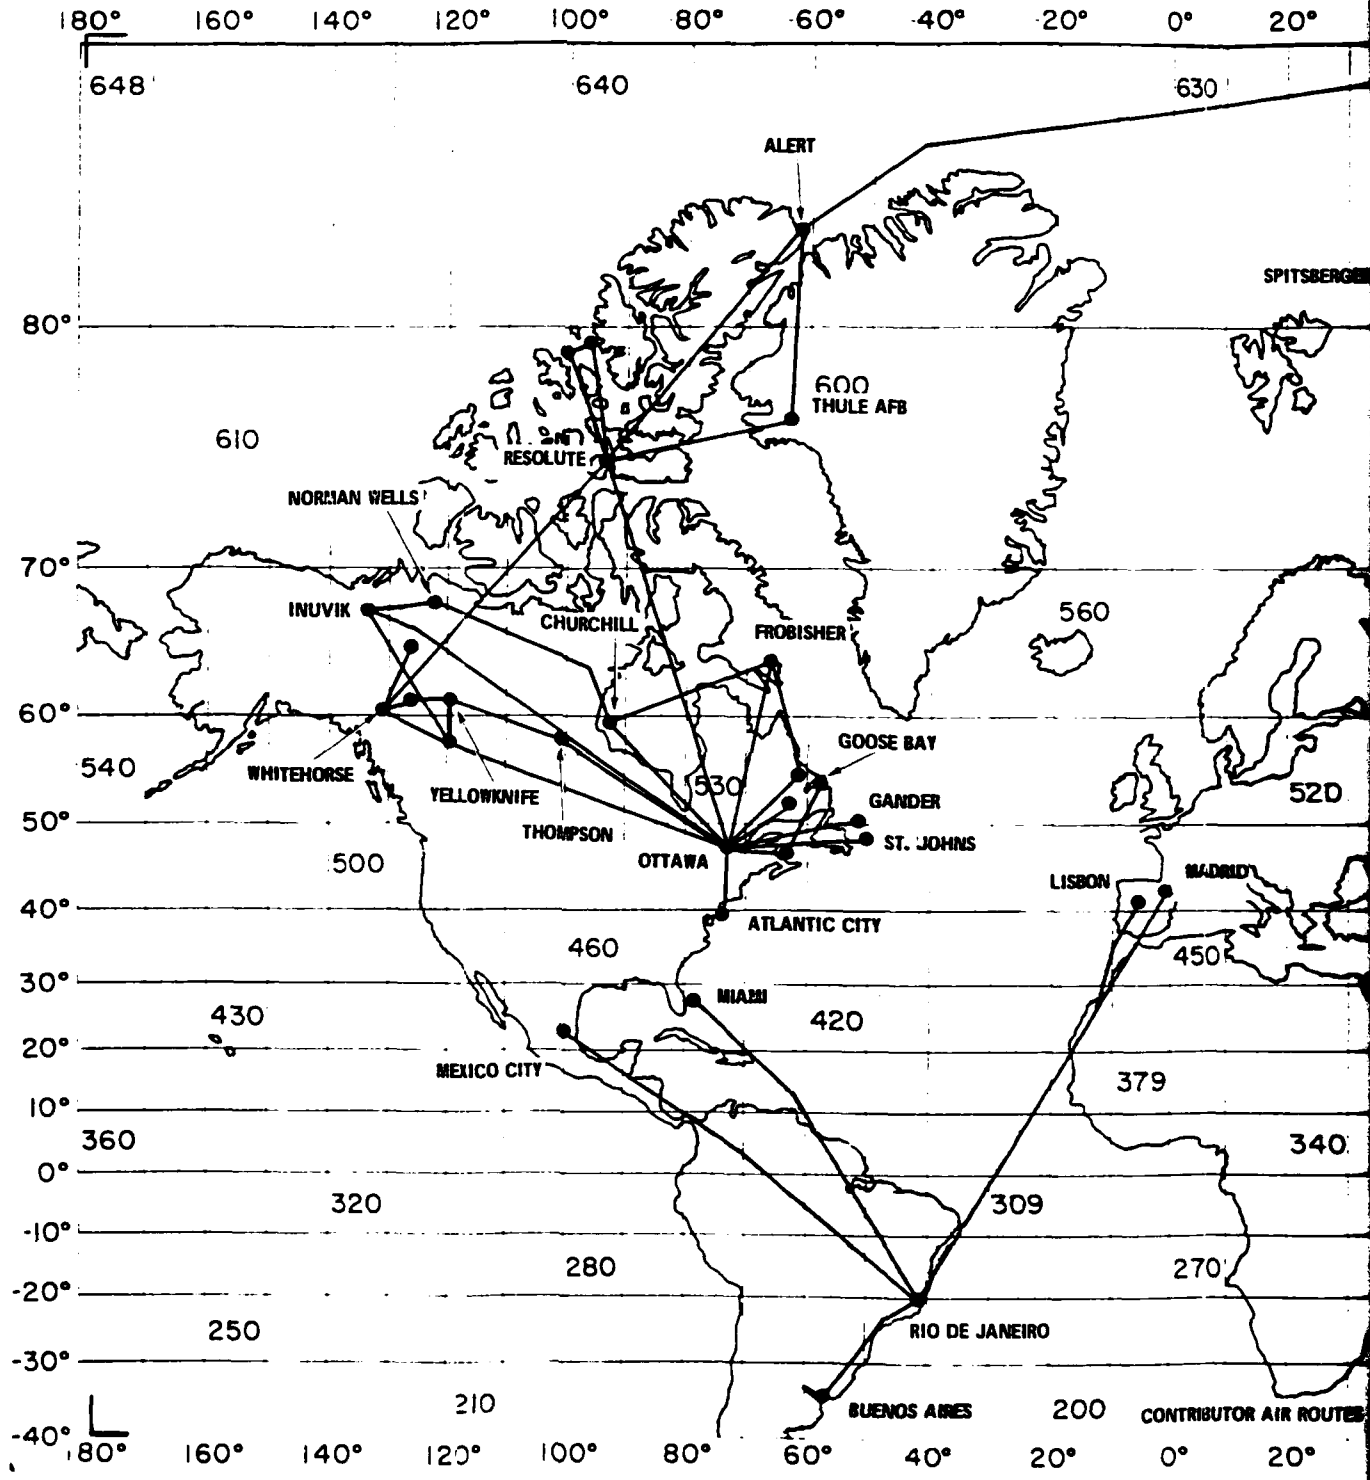 180° 160° 140° 120° 100° -80° -60° -40° -20° 0° 20°
648 640 630
ALERT
SPITSBERGE
80°
600
THULE AFB
610
RESOLUTE
NORMAN WELLS
70°
INUVIK
CHURCHILL
560
FROBISHER
60°
GOOSE BAY
540
WHITEHORSE
530
YELLOWKNIFE
GANDER
520
50°
THOMPSON
ST. JOHNS
OTTAWA
500
LISBON
MADRID
40°
ATLANTIC CITY
460
450
30°
MIAMI
430
420
20°
MEXICO CITY
379
10°
360
340
0°
320
309
-10°
280
270
-20°
250
RIO DE JANEIRO
-30°
210
BUENOS AIRES
200
CONTRIBUTOR AIR ROUTES
-40°
180° 160° 140° 120° 100° 80° 60° 40° 20° 0° 20°